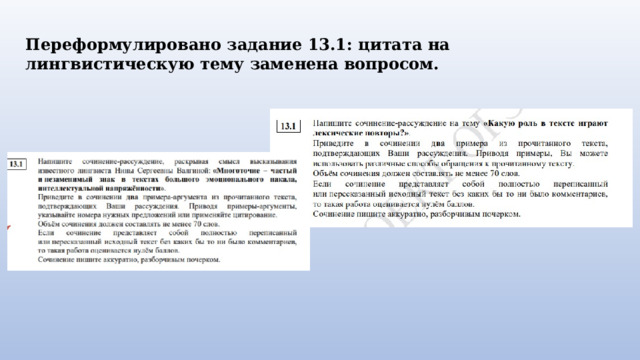 Переформулировано задание 13.1: цитата на
лингвистическую тему заменена вопросом.
13.1
Напишите сочинение-рассуждение на тему «Какую роль в тексте играют
лексические повторы?».
Приведите в сочинении два примера из прочитанного текста,
подтверждающих Ваши рассуждения. Приводя примеры, Вы можете
использовать различные способы обращения к прочитанному тексту.
Объём сочинения должен составлять не менее 70 слов.
Если сочинение представляет собой полностью переписанный
или пересказанный исходный текст без каких бы то ни было комментариев,
то такая работа оценивается нулём баллов.
Сочинение пишите аккуратно, разборчивым почерком.
13.1
Напишите сочинение-рассуждение, раскрывая смысл высказывания
известного лингвиста Нины Сергеевны Валгиной: «Многоточие – частый
и незаменимый знак в текстах большого эмоционального накала,
интеллектуальной напряжённости».
Приведите в сочинении два примера-аргумента из прочитанного текста,
подтверждающих Ваши рассуждения. Приводя примеры-аргументы,
указывайте номера нужных предложений или применяйте цитирование.
Объём сочинения должен составлять не менее 70 слов.
Если сочинение представляет собой полностью переписанный
или пересказанный исходный текст без каких бы то ни было комментариев,
то такая работа оценивается нулём баллов.
Сочинение пишите аккуратно, разборчивым почерком.